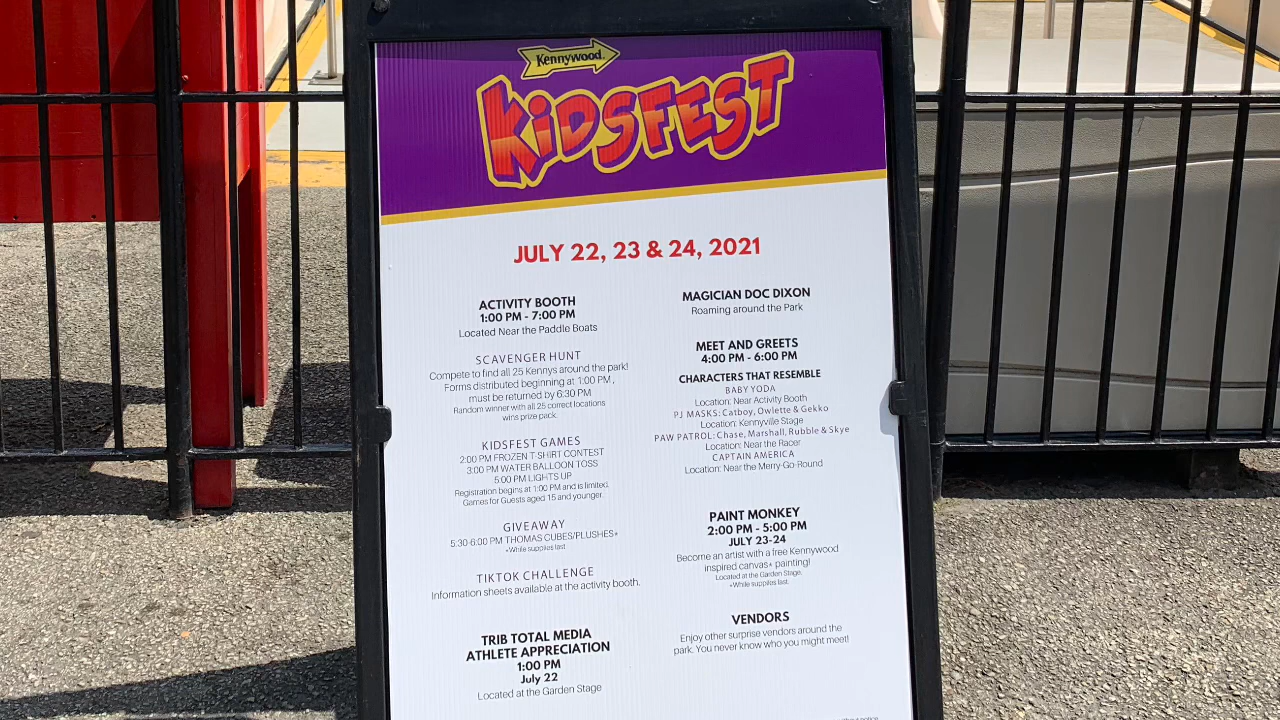 Kennywood.
KIDSFEST
JULY 22, 23 & 24, 2021
ACTIVITY BOOTH
1:00 PM - 7:00 PM
Located Near the Paddle Boats
SCAVENGER HUNT
Compete to find all 25 Kennys around the park!
Forms distributed beginning at 1:00 PM,
must be returned by 6:30 PM
Random winner with all 25 correct locations
wins prize pack.
KIDSFEST GAMES
2:00 PM FROZEN T SHIRT CONTEST
3:00 PM WATER BALLOON TOSS
5:00 PM LIGHTS UP
Registration begins at 1:00 PM and is limited.
Games for Guests aged 15 and younger.
GIVEAWAY
5:30-6:00 PM THOMAS CUBES/PLUSHES*
*While supplies last
TIKTOK CHALLENGE
Information sheets available at the activity booth.
TRIB TOTAL MEDIA
ATHLETE APPRECIATION
1:00 PM
July 22
Located at the Garden Stage
MAGICIAN DOC DIXON
Roaming around the Park
MEET AND GREETS
4:00 PM - 6:00 PM
CHARACTERS THAT RESEMBLE
BABY YODA
Location: Near Activity Booth
PJ MASKS: Catboy, Owlette & Gekko
Location: Kennyville Stage
PAW PATROL: Chase, Marshall, Rubble & Skye
Location: Near the Racer
CAPTAIN AMERICA
Location: Near the Merry-Go-Round
PAINT MONKEY
2:00 PM - 5:00 PM
JULY 23-24
Become an artist with a free Kennywood
inspired canvas* painting!
Located at the Garden Stage.
*While supplies last.
VENDORS
Enjoy other surprise vendors around the
park. You never know who you might meet!
without notice